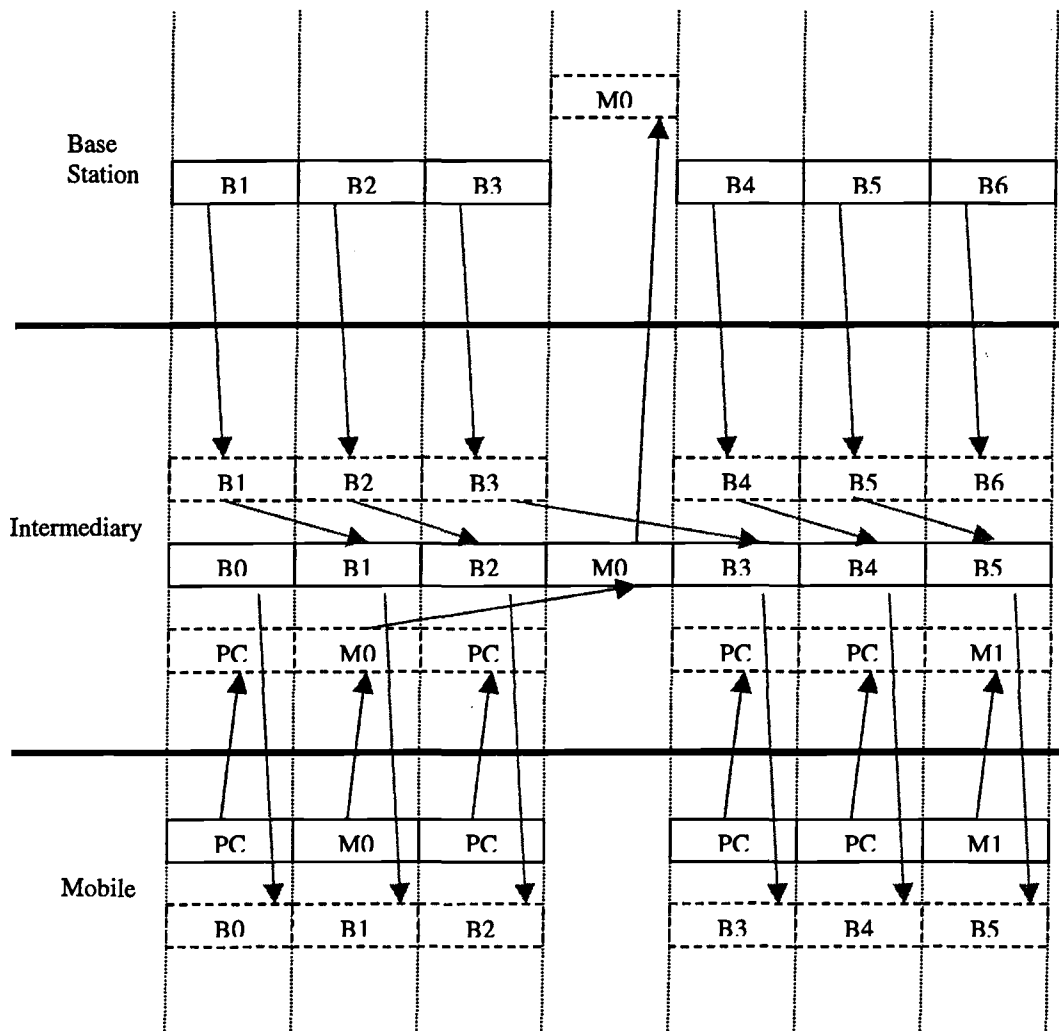 M0
Base
Station
B1 B2 B3 B4 B5 B6
B1 B2 B3 B4 B5 B6
Intermediary
B0 B1 B2 M0 B3 B4 B5
PC M0 PC PC PC M1
PC M0 PC PC PC M1
Mobile
B0 B1 B2 B3 B4 B5